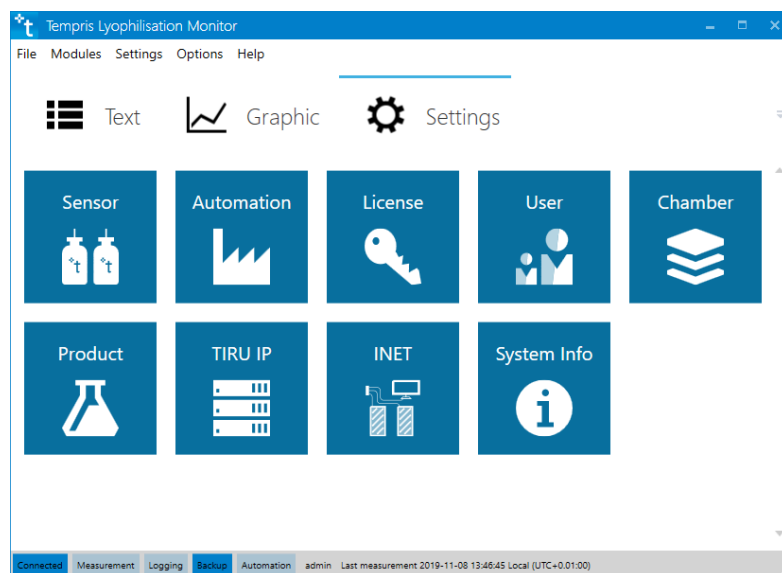 Tempris Lyophilisation Monitor
File Modules Settings Options Help
Text Graphic Settings
Sensor Automation License User Chamber
Product TIRU IP INET System Info
Connected Measurement Logging Backup Automation admin Last measurement 2019-11-08 13:46:45 Local (UTC+0.01:00)